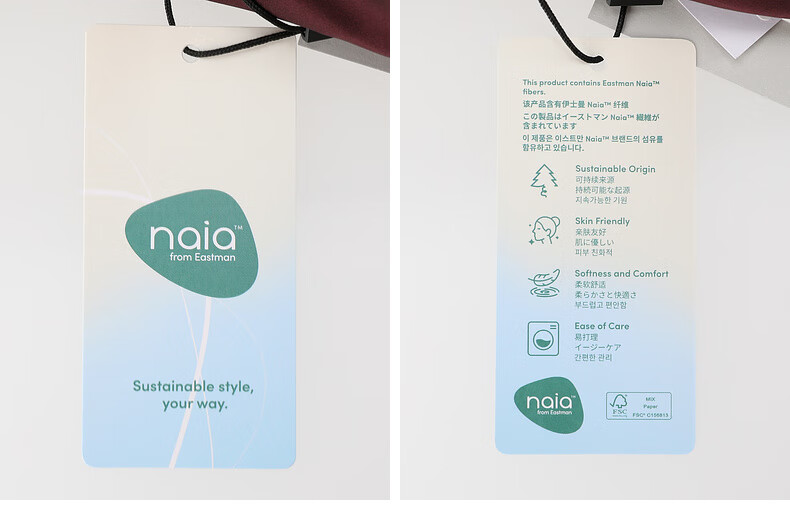 naia™
from Eastman
Sustainable style,
your way.
This product contains Eastman Naia™
fibers.
该产品含有伊士曼 Naia™ 纤维
この製品はイーストマン Naia™ 繊維が
含まれています
이 제품은 이스트만 Naia™ 브랜드의 섬유를
함유하고 있습니다.
Sustainable Origin
可持续来源
持続可能な起源
지속가능한 기원
Skin Friendly
亲肤友好
肌に優しい
피부 친화적
Softness and Comfort
柔软舒适
柔らかさと快適さ
부드럽고 편안함
Ease of Care
易打理
イージーケア
간편한 관리
naia™
from Eastman
FSC
MIX
Paper
FSC® C156813